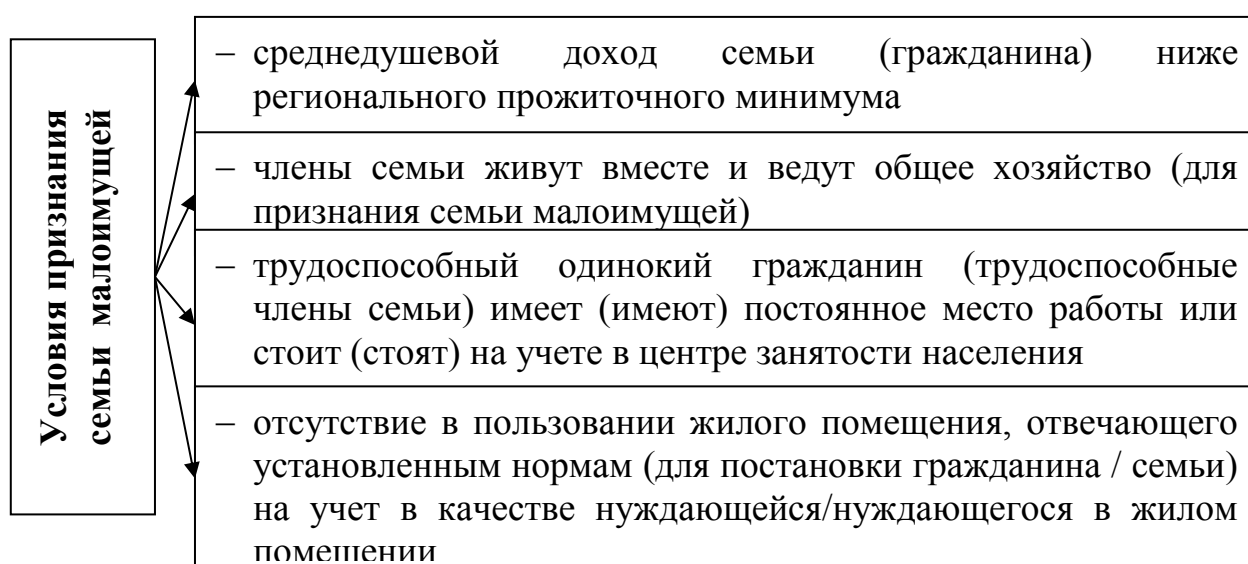 Условия признания
семьи малоимущей
– среднедушевой доход семьи (гражданина) ниже
регионального прожиточного минимума
– члены семьи живут вместе и ведут общее хозяйство (для
признания семьи малоимущей)
– трудоспособный одинокий гражданин (трудоспособные
члены семьи) имеет (имеют) постоянное место работы или
стоит (стоят) на учете в центре занятости населения
– отсутствие в пользовании жилого помещения, отвечающего
установленным нормам (для постановки гражданина / семьи)
на учет в качестве нуждающейся/нуждающегося в жилом
помещении